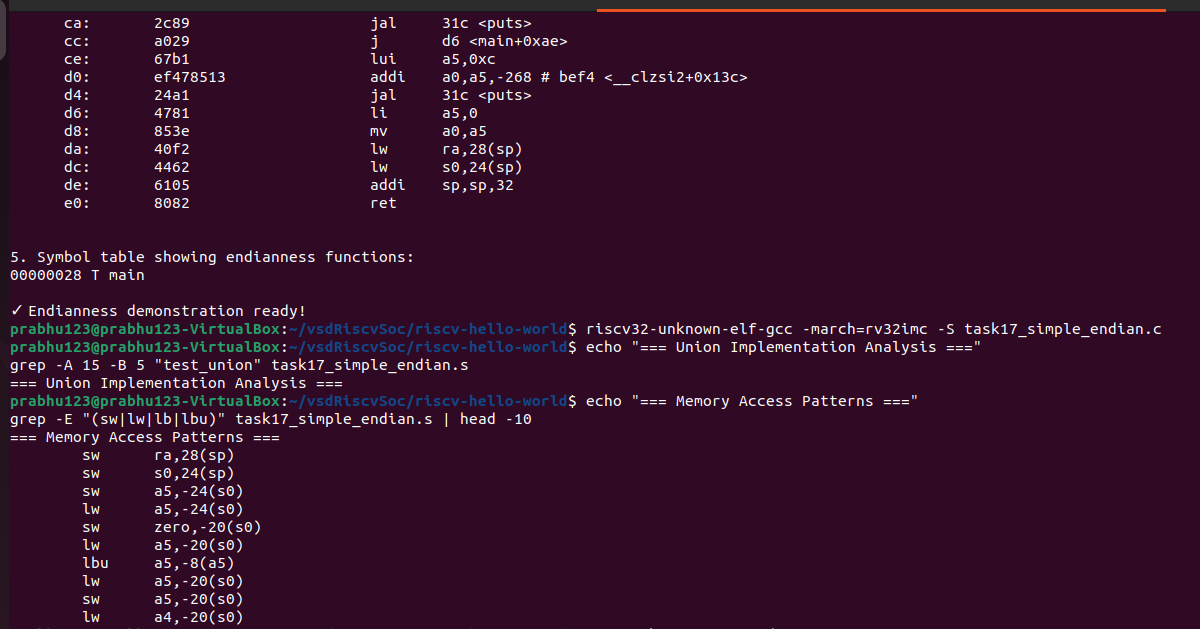 ca: 2c89 jal 31c <puts>
cc: a029 j d6 <main+0xae>
ce: 67b1 lui a5,0xc
d0: ef478513 addi a0,a5,-268 # bef4 <__clzsi2+0x13c>
d4: 24a1 jal 31c <puts>
d6: 4781 li a5,0
d8: 853e mv a0,a5
da: 40f2 lw ra,28(sp)
dc: 4462 lw s0,24(sp)
de: 6105 addi sp,sp,32
e0: 8082 ret
5. Symbol table showing endianness functions:
00000028 T main
✓ Endianness demonstration ready!
prabhu123@prabhu123-VirtualBox:~/vsdRiscvSoc/riscv-hello-world$ riscv32-unknown-elf-gcc -march=rv32imc -S task17_simple_endian.c
prabhu123@prabhu123-VirtualBox:~/vsdRiscvSoc/riscv-hello-world$ echo "=== Union Implementation Analysis ==="
grep -A 15 -B 5 "test_union" task17_simple_endian.s
=== Union Implementation Analysis ===
prabhu123@prabhu123-VirtualBox:~/vsdRiscvSoc/riscv-hello-world$ echo "=== Memory Access Patterns ==="
grep -E "(sw|lw|lb|lbu)" task17_simple_endian.s | head -10
=== Memory Access Patterns ===
sw ra,28(sp)
sw s0,24(sp)
sw a5,-24(s0)
lw a5,-24(s0)
sw zero,-20(s0)
lw a5,-20(s0)
lbu a5,-8(a5)
lw a5,-20(s0)
sw a5,-20(s0)
lw a4,-20(s0)